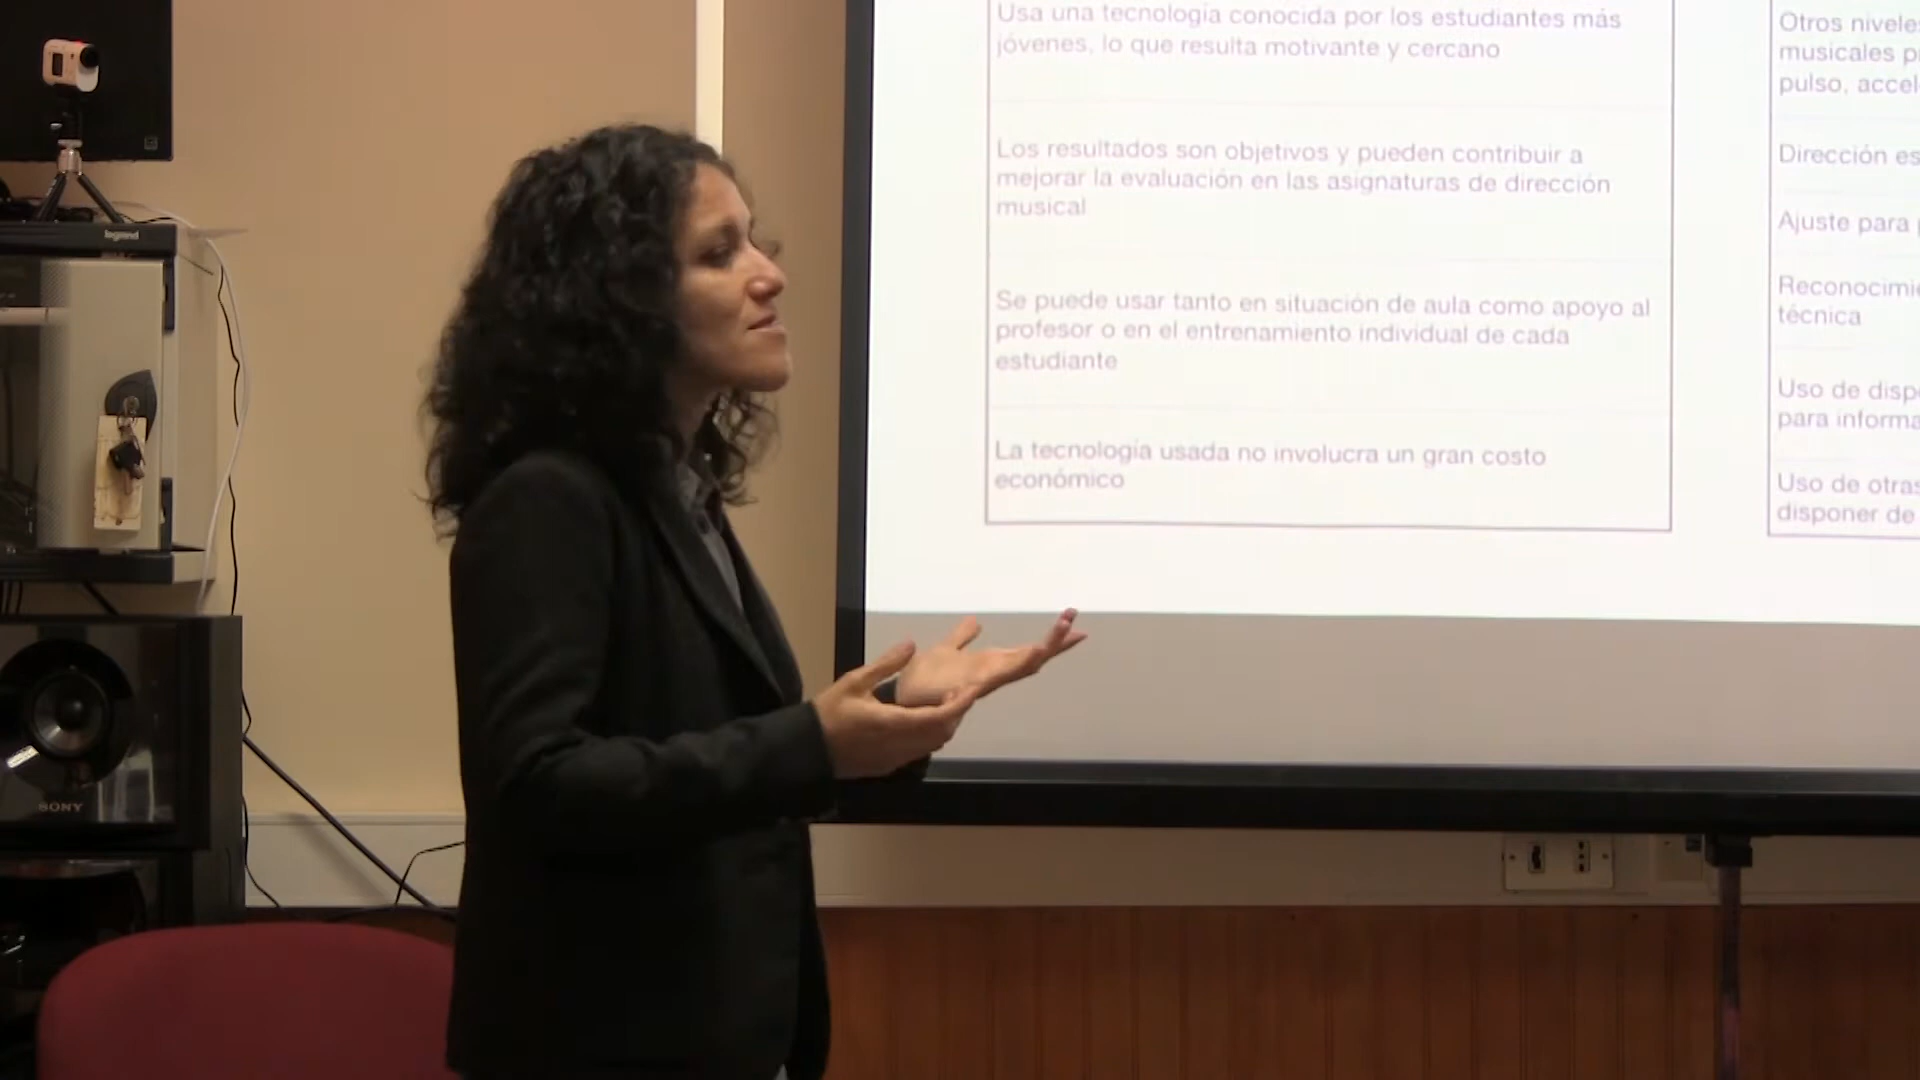 Usa una tecnología conocida por los estudiantes más
jóvenes, lo que resulta motivante y cercano
Los resultados son objetivos y pueden contribuir a
mejorar la evaluación en las asignaturas de dirección
musical
Se puede usar tanto en situación de aula como apoyo al
profesor o en el entrenamiento individual de cada
estudiante
La tecnología usada no involucra un gran costo
económico
Otros nivele
musicales p
pulso, accel
Dirección es
Ajuste para
Reconocimie
técnica
Uso de disp
para informa
Uso de otras
disponer de
legrand
SONY